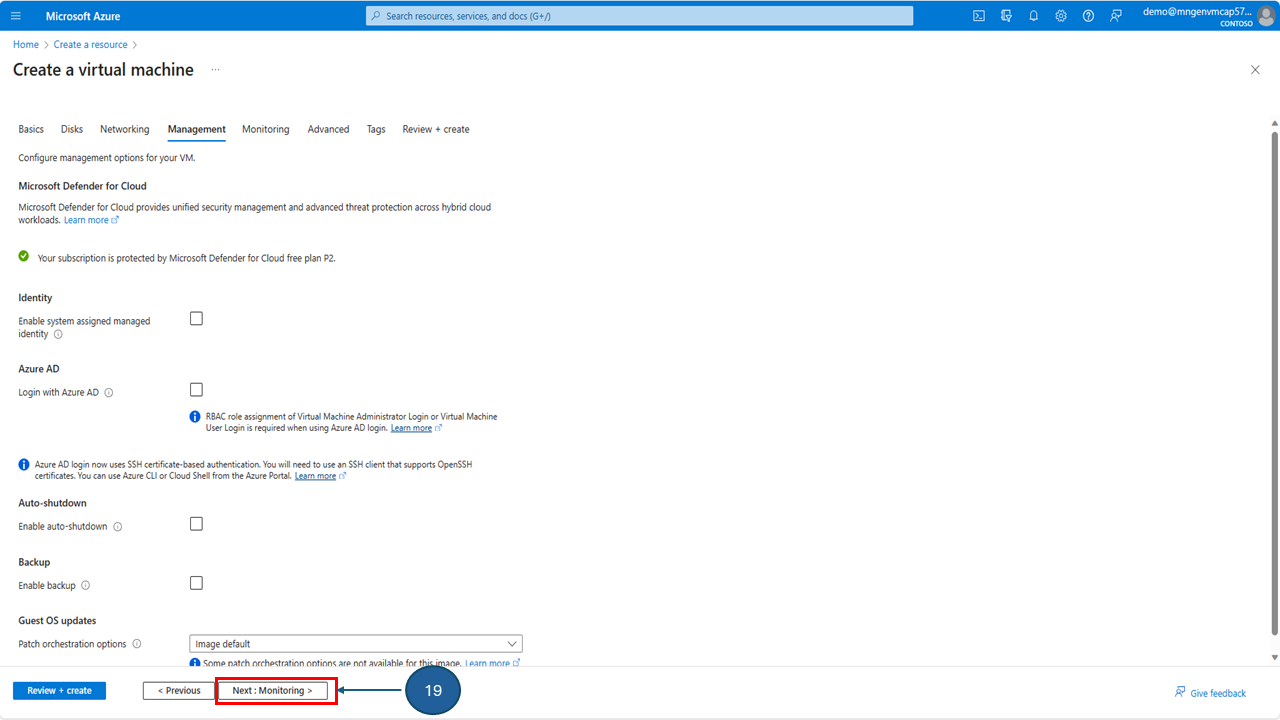 Microsoft Azure
Search resources, services, and docs (G+/)
demo@mngenvmcap57...
CONTOSO
Home > Create a resource >
Create a virtual machine ...
Basics Disks Networking Management Monitoring Advanced Tags Review + create
Configure management options for your VM.
Microsoft Defender for Cloud
Microsoft Defender for Cloud provides unified security management and advanced threat protection across hybrid cloud
workloads. Learn more
Your subscription is protected by Microsoft Defender for Cloud free plan P2.
Identity
Enable system assigned managed
identity
Azure AD
Login with Azure AD
RBAC role assignment of Virtual Machine Administrator Login or Virtual Machine
User Login is required when using Azure AD login. Learn more
Azure AD login now uses SSH certificate-based authentication. You will need to use an SSH client that supports OpenSSH
certificates. You can use Azure CLI or Cloud Shell from the Azure Portal. Learn more
Auto-shutdown
Enable auto-shutdown
Backup
Enable backup
Guest OS updates
Patch orchestration options
Image default
Some patch orchestration options are not available for this image. Learn more
Review + create
< Previous
Next : Monitoring >
19
Give feedback